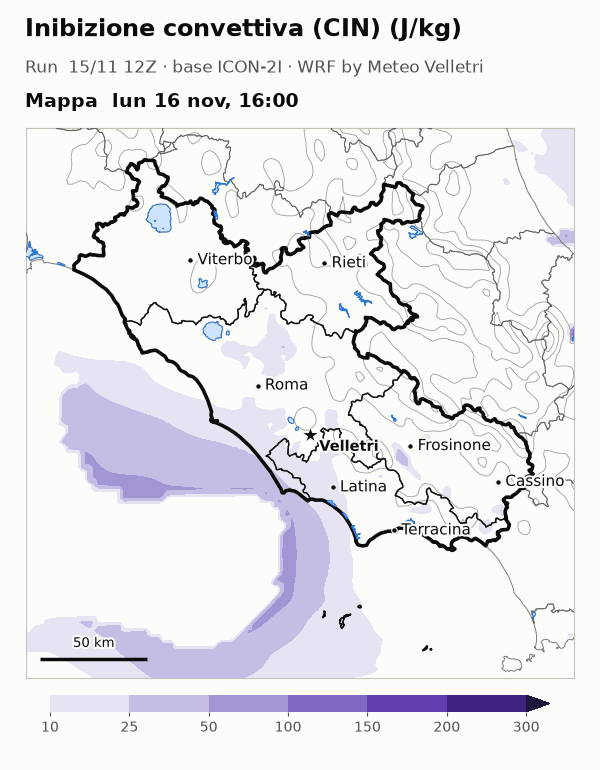 Inibizione convettiva (CIN) (J/kg)
Run 15/11 12Z · base ICON-2I · WRF by Meteo Velletri
Mappa lun 16 nov, 16:00
Viterbo
Rieti
Roma
Velletri
Frosinone
Latina
Cassino
Terracina
50 km
10 25 50 100 150 200 300